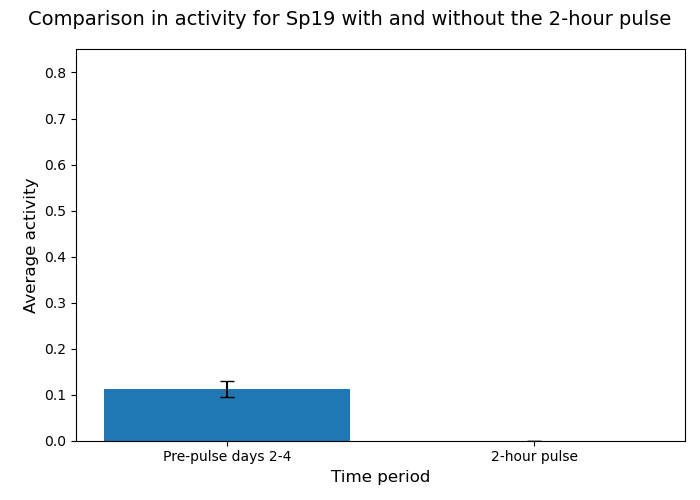 Comparison in activity for Sp19 with and without the 2-hour pulse
0.8
0.7
0.6
0.5
0.4
0.3
0.2
0.1
0.0
Average activity
Pre-pulse days 2-4
2-hour pulse
Time period